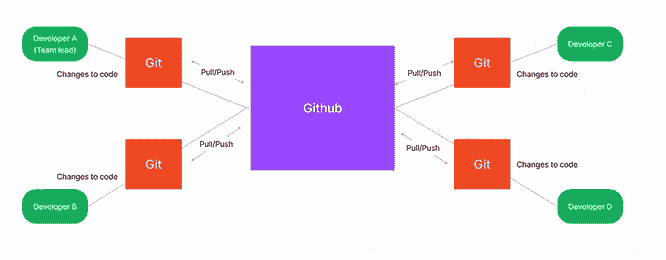 Developer A
(Team lead)
Git
Changes to code
Pull/Push
Github
Pull/Push
Git
Developer C
Changes to code
Changes to code
Git
Pull/Push
Pull/Push
Git
Changes to code
Developer B
Developer D